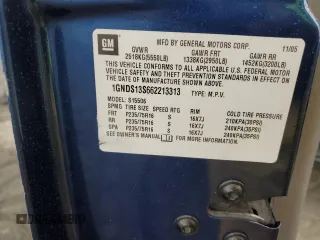 GM
MFD BY GENERAL MOTORS CORP.
11/05
GVWR GAWR FRT GAWR RR
2518KG(5550LB) 1338KG(2950LB) 1452KG(3200LB)
THIS VEHICLE CONFORMS TO ALL APPLICABLE U.S. FEDERAL MOTOR
VEHICLE SAFETY, BUMPER, AND THEFT PREVENTION STANDARDS IN EFFECT ON
THE DATE OF MANUFACTURE SHOWN ABOVE.
1GNDS13S662213313 TYPE: M.P.V.
MODEL: S15506
TIRE SIZE SPEED RTG RIM COLD TIRE PRESSURE
FRT P235/75R16 S 16X7J 210KPA(30PSI)
RR P235/75R16 S 16X7J 240KPA(35PSI)
SPA P235/75R16 S 16X7J 240KPA(35PSI)
SEE OWNER'S MANUAL FOR ADDITIONAL INFORMATION.